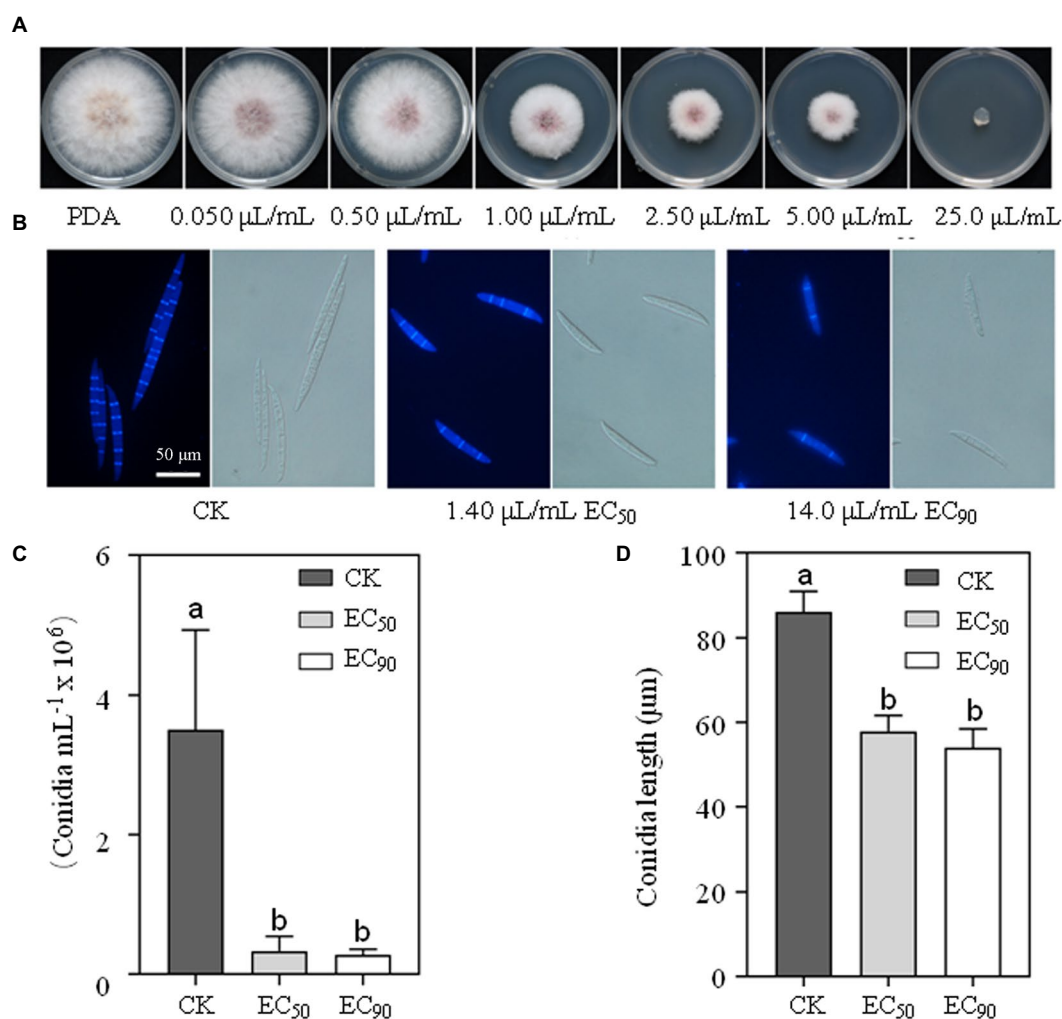 A
PDA 0.050 μL/mL 0.50 μL/mL 1.00 μL/mL 2.50 μL/mL 5.00 μL/mL 25.0 μL/mL
B
50 μm
CK 1.40 μL/mL EC50 14.0 μL/mL EC90
C
6
4
2
0
(Conidia mL-1 x 106)
CK
EC50
EC90
a
b
b
CK EC50 EC90
D
100
80
60
40
20
0
Conidia length (μm)
CK
EC50
EC90
a
b
b
CK EC50 EC90